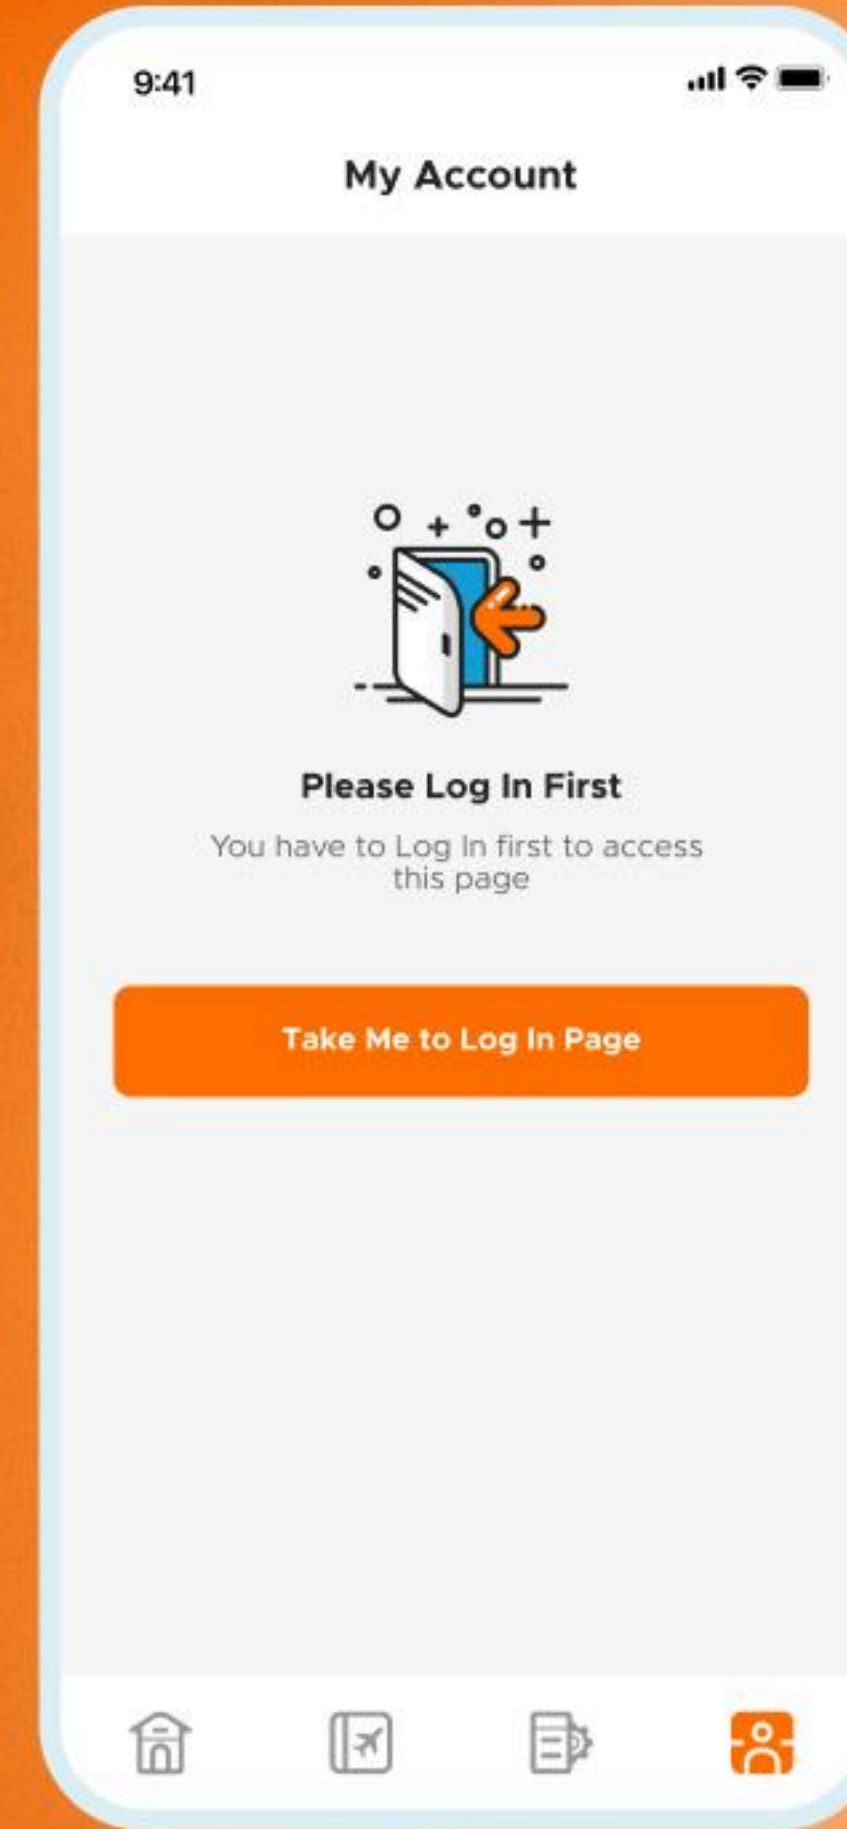 9:41
My Account
Please Log In First
You have to Log In first to access
this page
Take Me to Log In Page